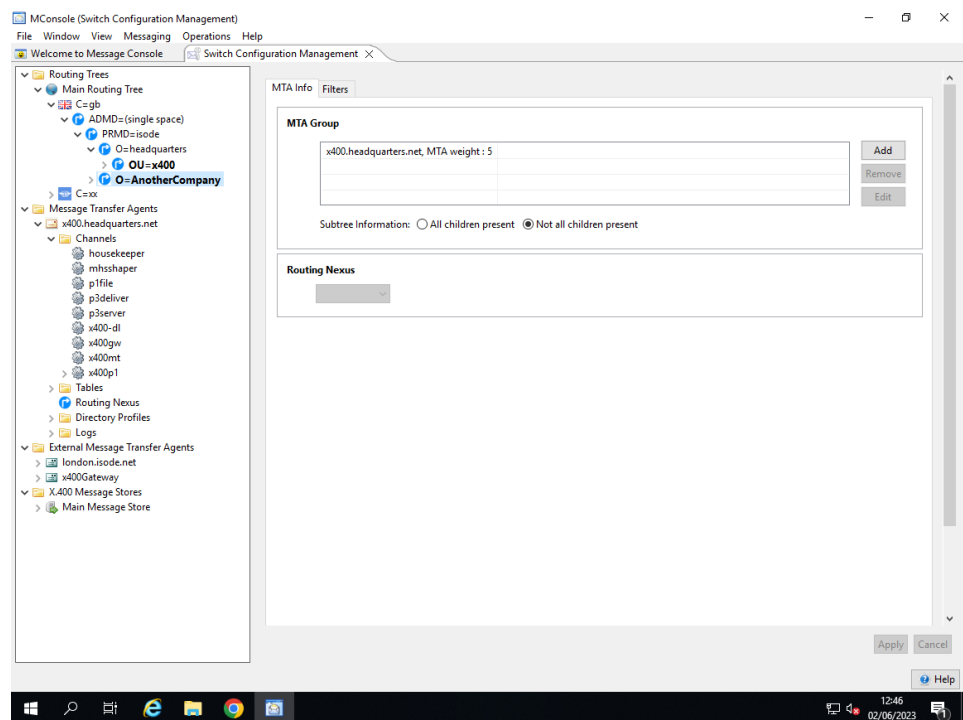 MConsole (Switch Configuration Management)
File Window View Messaging Operations Help
Welcome to Message Console
Switch Configuration Management
Routing Trees
Main Routing Tree
C=gb
ADMD=(single space)
PRMD=isode
O=headquarters
OU=x400
O=AnotherCompany
C=xx
Message Transfer Agents
x400.headquarters.net
Channels
housekeeper
mhsshaper
p1file
p3deliver
p3server
x400-dl
x400gw
x400mt
x400p1
Tables
Routing Nexus
Directory Profiles
Logs
External Message Transfer Agents
london.isode.net
x400Gateway
X.400 Message Stores
Main Message Store
MTA Info Filters
MTA Group
x400.headquarters.net, MTA weight : 5
Add
Remove
Edit
Subtree Information: All children present Not all children present
Routing Nexus
Apply Cancel
Help
12:46
02/06/2023
1